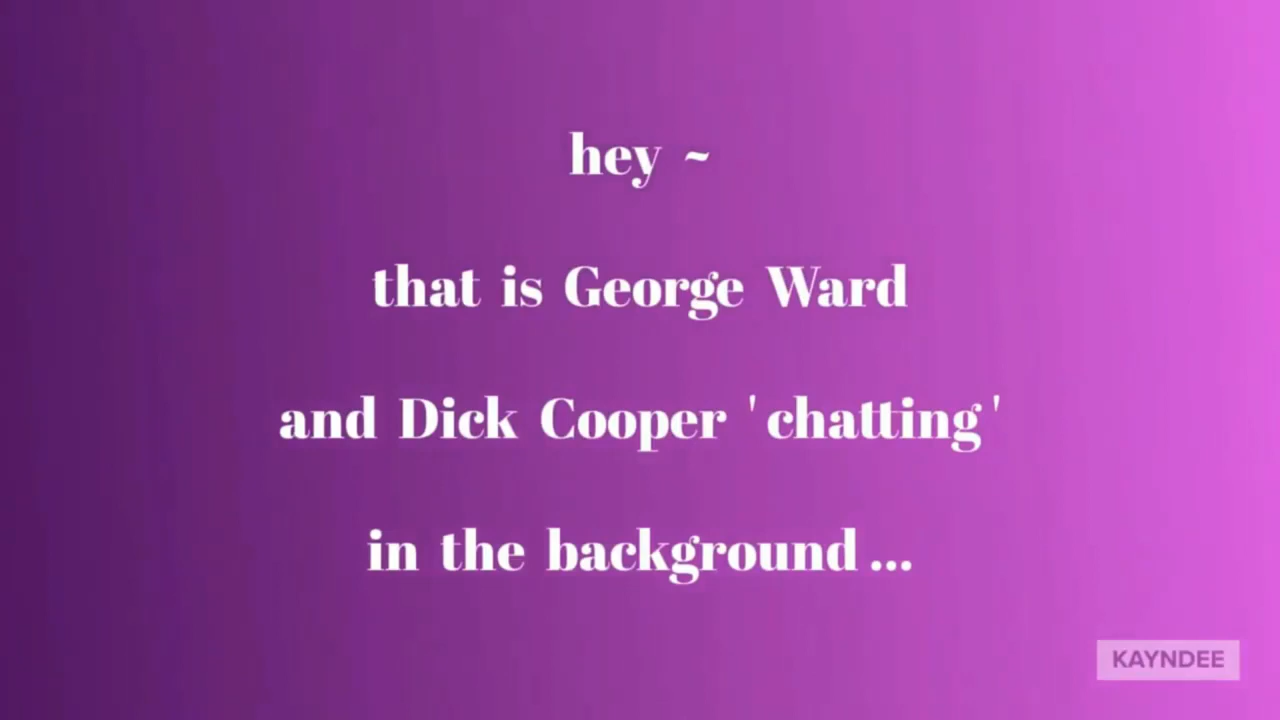 hey ~
that is George Ward
and Dick Cooper 'chatting'
in the background...
KAYNDEE